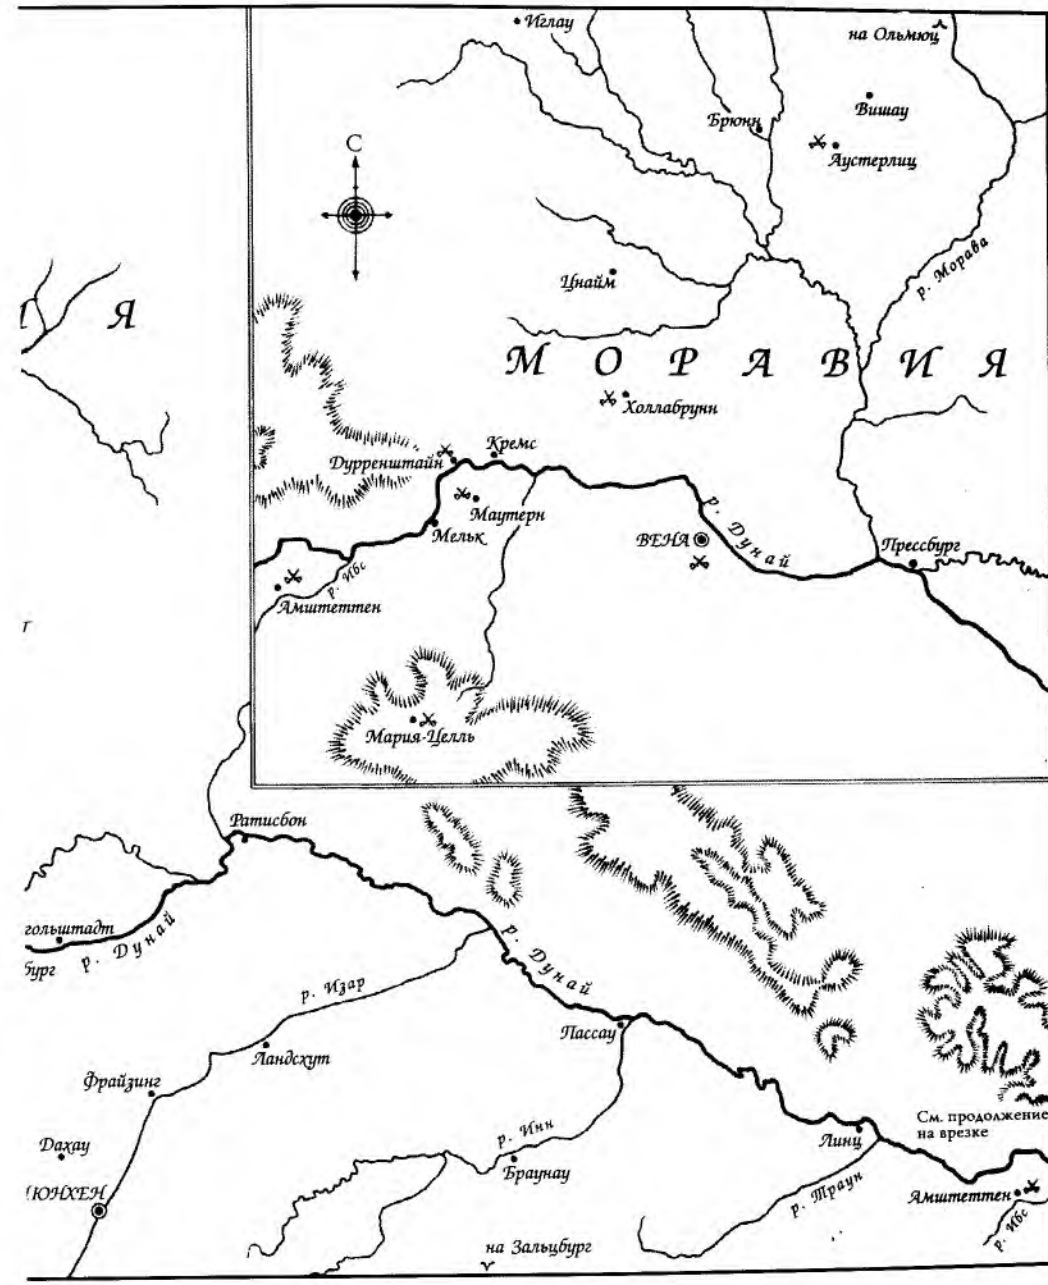 Иглау
на Ольмюц
Вишау
Брюнн
Аустерлиц
С
р. Морава
Цнайм
Я
МОРАВИЯ
Холлабрунн
Кремс
Дурренштайн
Маутерн
Мельк
р. Дунай
ВЕНА
Прессбург
р. Ибс
Амштеттен
Мария-Целль
Ратисбон
гольштадт
бург
р. Дунай
р. Дунай
р. Изар
Пассау
Ландсхут
Фрайзинг
См. продолжение
на врезке
р. Инн
Линц
Дахау
Браунау
р. Траун
ЮНХЕН
Амштеттен
р. Ибс
на Зальцбург